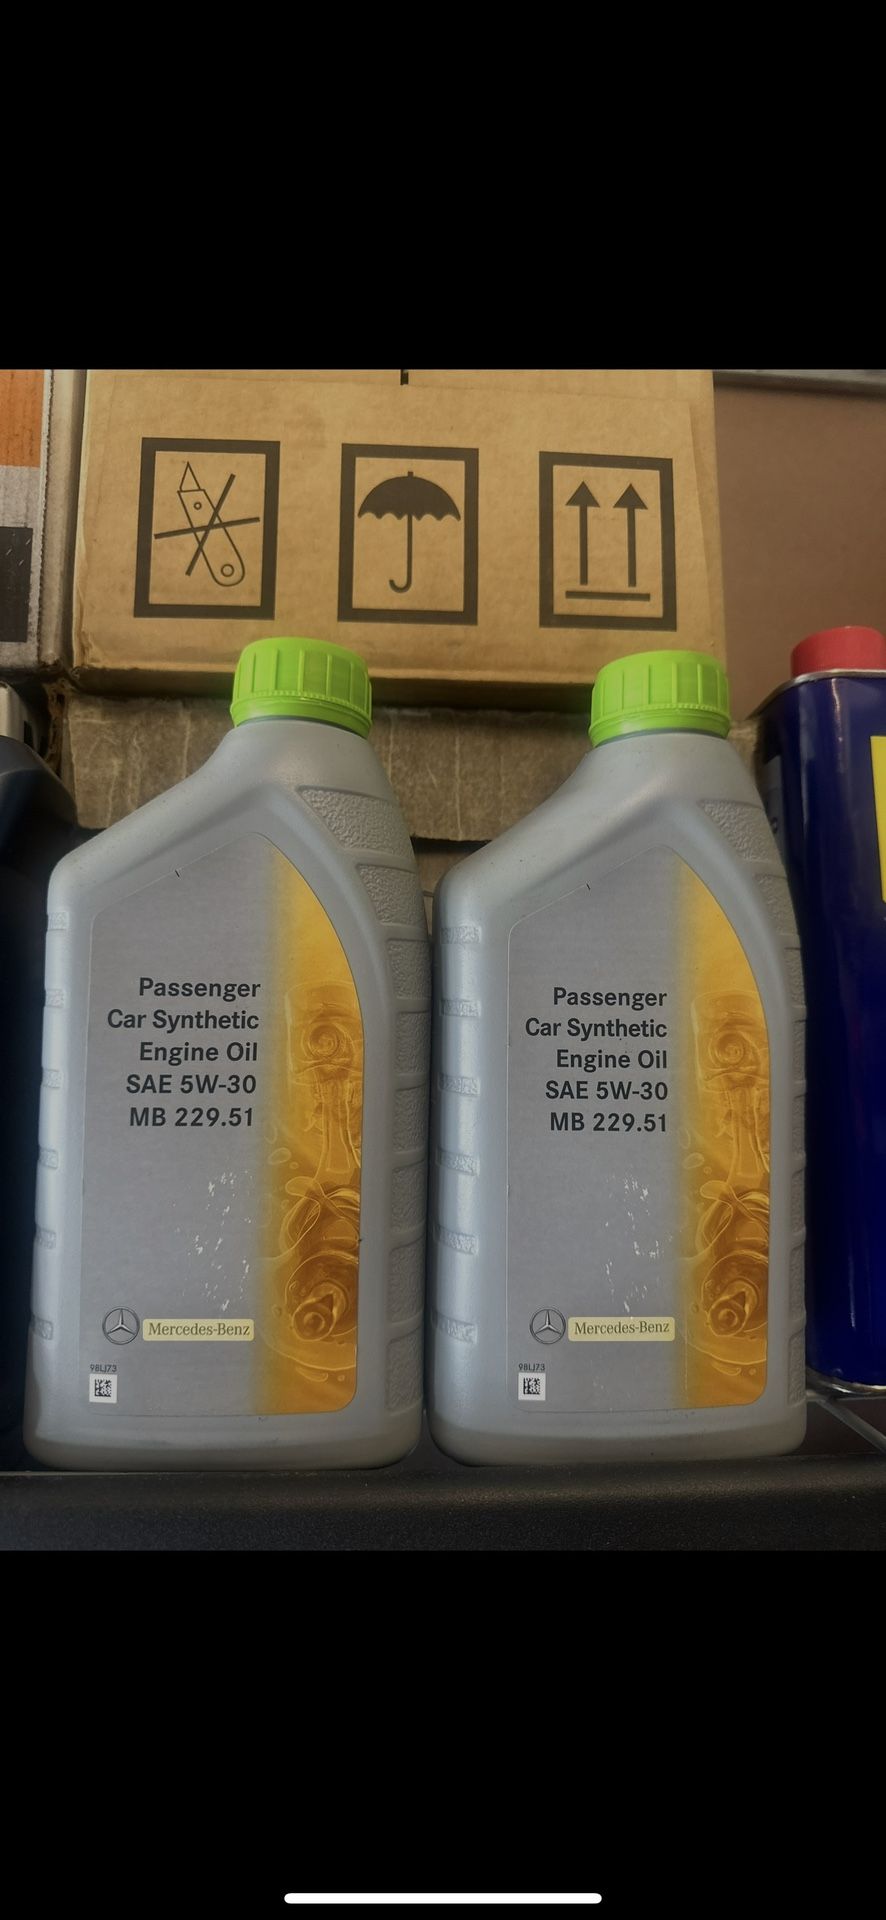 Passenger
Car Synthetic
Engine Oil
SAE 5W-30
MB 229.51
Mercedes-Benz
98LJ73
Passenger
Car Synthetic
Engine Oil
SAE 5W-30
MB 229.51
Mercedes-Benz
98LJ73